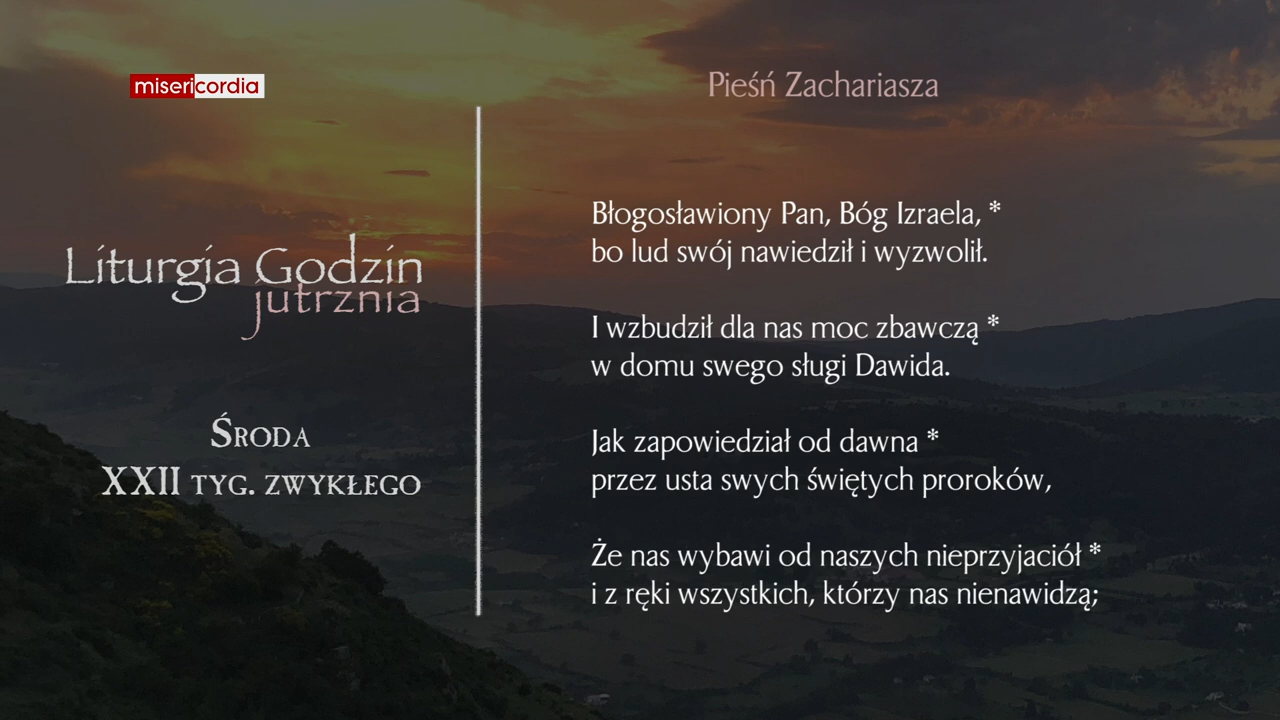 misericordia
Liturgia Godzin
jutrznia
Środa
XXII tyg. zwykłego
Pieśń Zachariasza
Błogosławiony Pan, Bóg Izraela, *
bo lud swój nawiedził i wyzwolił.
I wzbudził dla nas moc zbawczą *
w domu swego sługi Dawida.
Jak zapowiedział od dawna *
przez usta swych świętych proroków,
Że nas wybawi od naszych nieprzyjaciół *
i z ręki wszystkich, którzy nas nienawidzą;